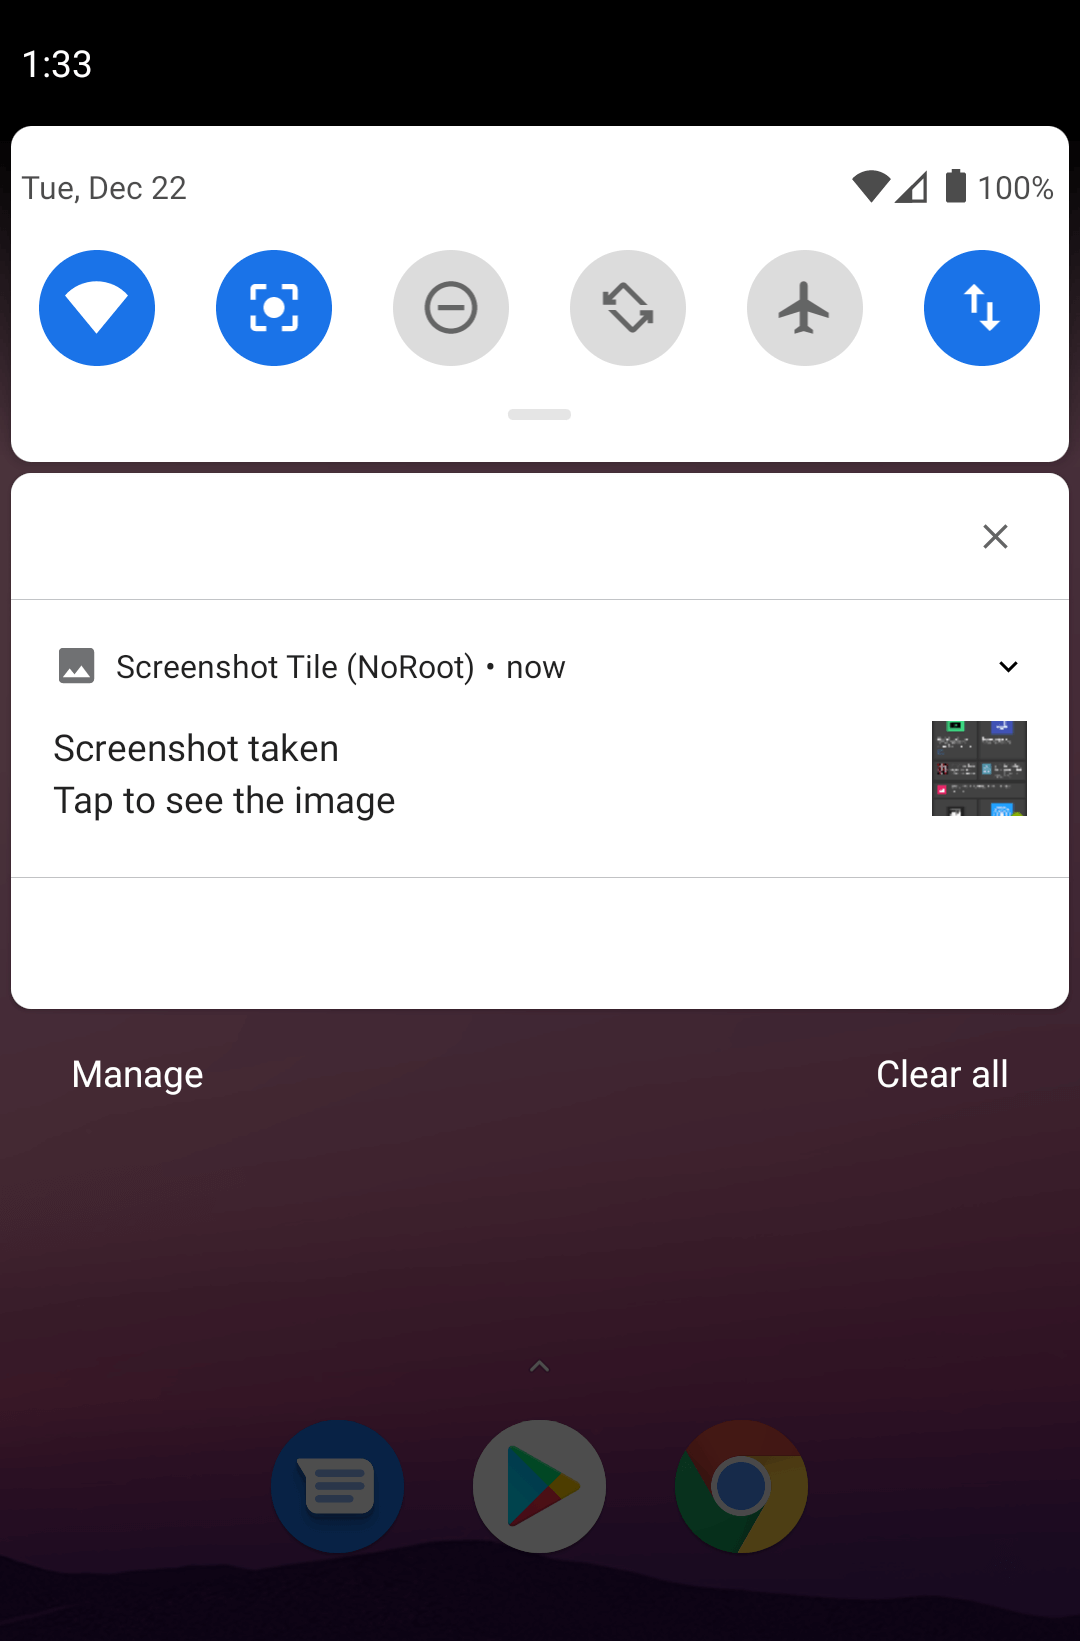 1:33
Tue, Dec 22
100%
Screenshot Tile (NoRoot) • now
Screenshot taken
Tap to see the image
Manage
Clear all